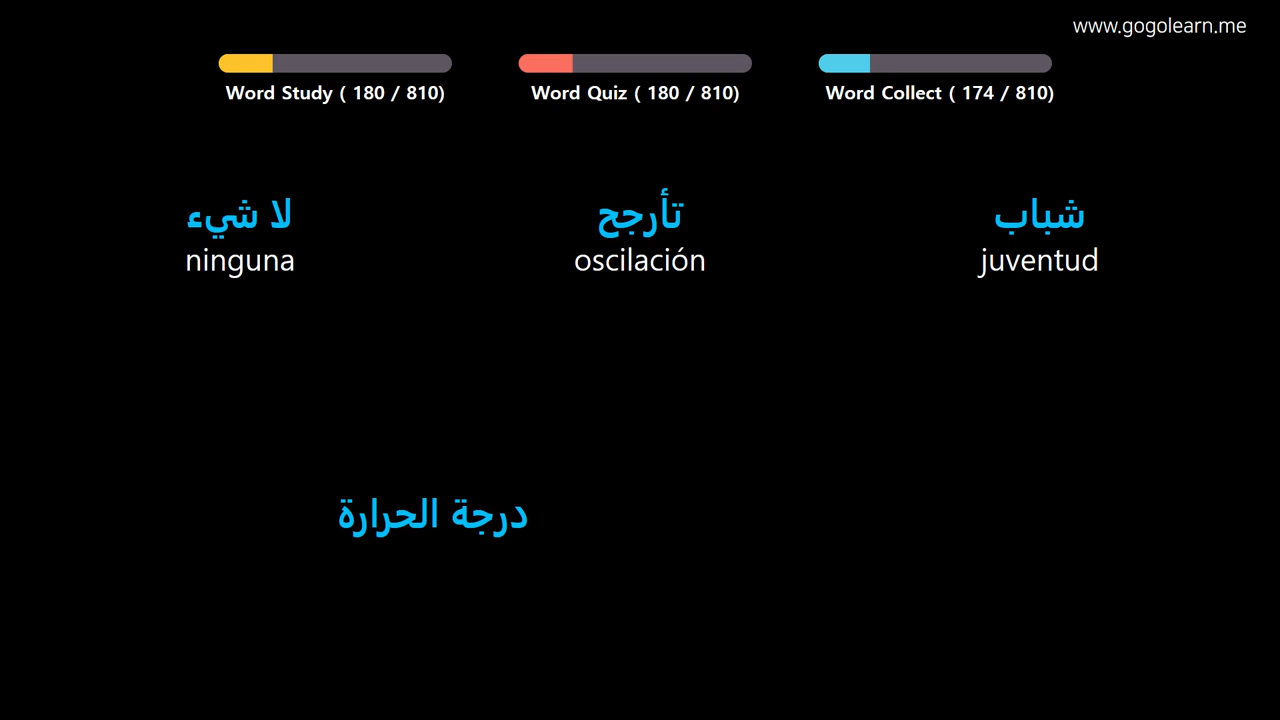 www.gogolearn.me
Word Study ( 180 / 810)
Word Quiz ( 180 / 810)
Word Collect ( 174 / 810)
لا شيء
ninguna
تأرجح
oscilación
شباب
juventud
درجة الحرارة